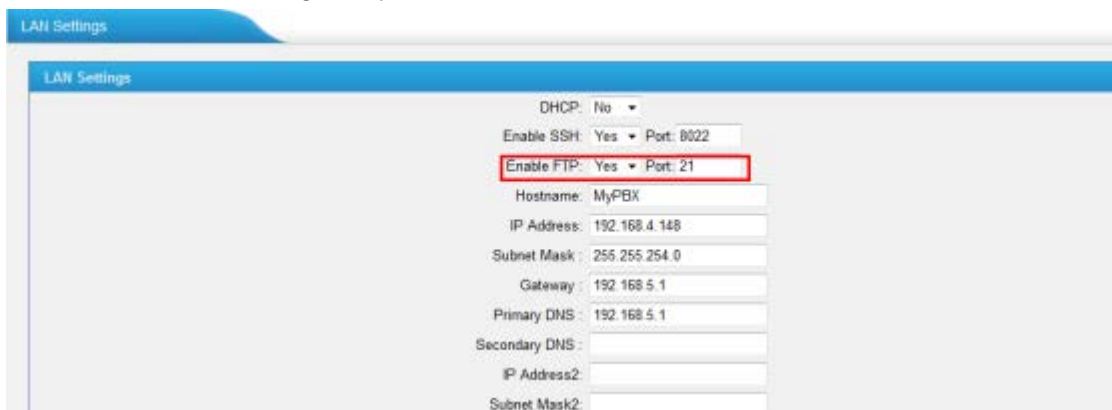 LAN Settings
LAN Settings
DHCP: No
Enable SSH: Yes Port: 8022
Enable FTP: Yes Port: 21
Hostname: MyPBX
IP Address: 192.168.4.148
Subnet Mask : 255.255.254.0
Gateway : 192.168.5.1
Primary DNS : 192.168.5.1
Secondary DNS :
IP Address2:
Subnet Mask2: